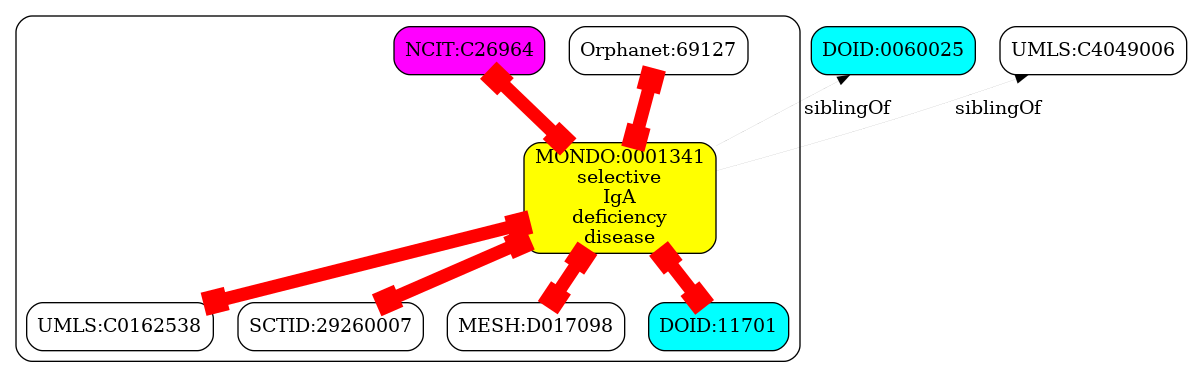 NCIT:C26964
Orphanet:69127
DOID:0060025
UMLS:C4049006
siblingOf
siblingOf
MONDO:0001341
selective
IgA
deficiency
disease
UMLS:C0162538
SCTID:29260007
MESH:D017098
DOID:11701